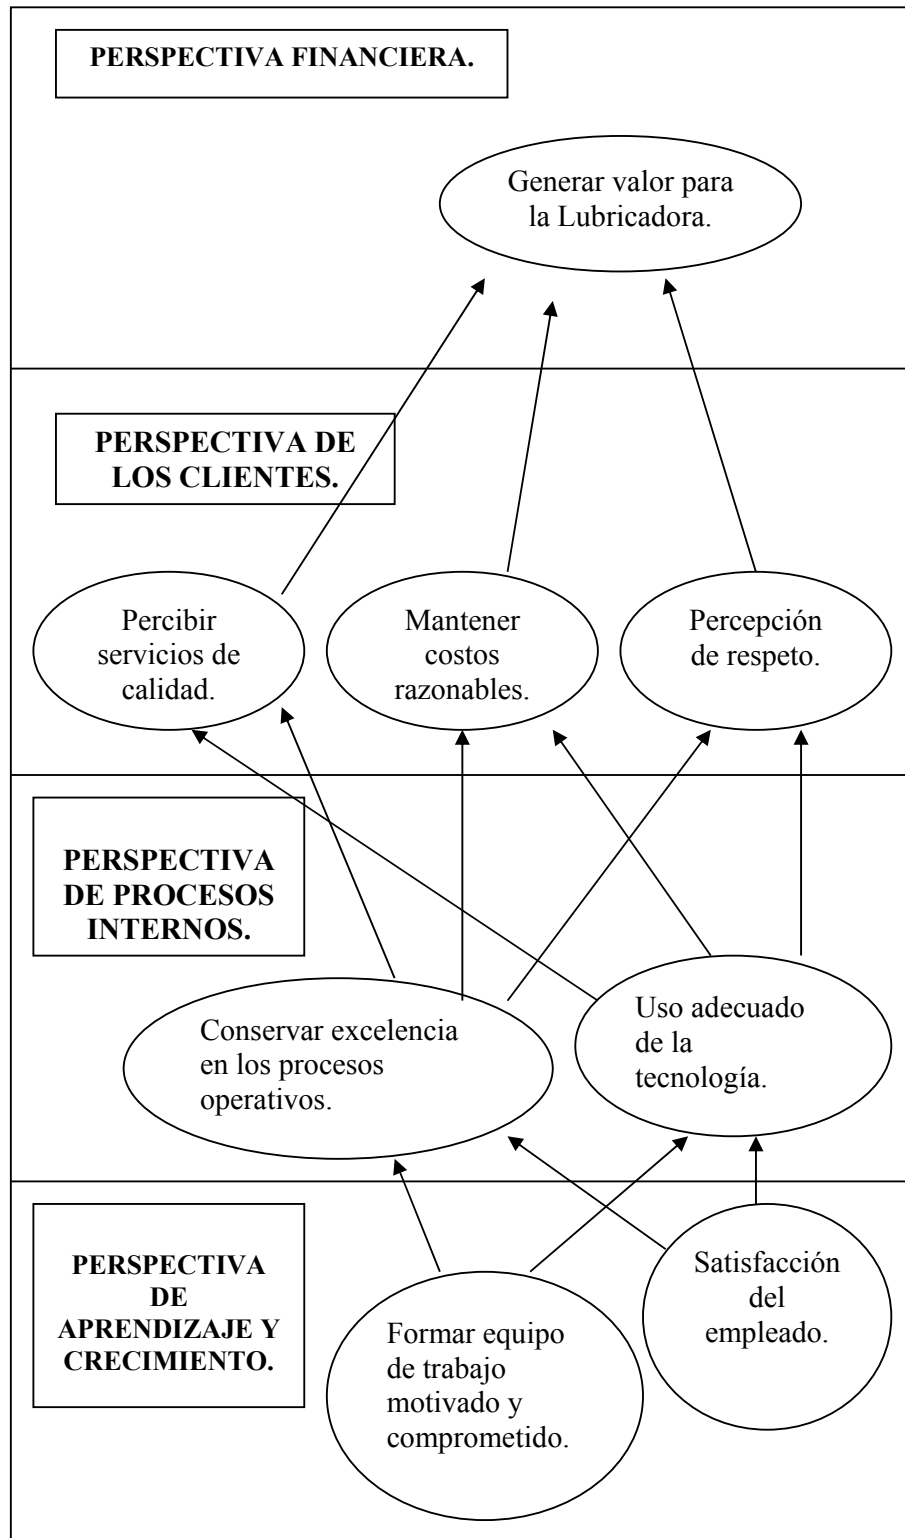 PERSPECTIVA FINANCIERA.
Generar valor para
la Lubricadora.
PERSPECTIVA DE
LOS CLIENTES.
Percibir
servicios de
calidad.
Mantener
costos
razonables.
Percepción
de respeto.
PERSPECTIVA
DE PROCESOS
INTERNOS.
Conservar excelencia
en los procesos
operativos.
Uso adecuado
de la
tecnología.
PERSPECTIVA
DE
APRENDIZAJE Y
CRECIMIENTO.
Formar equipo
de trabajo
motivado y
comprometido.
Satisfacción
del
empleado.